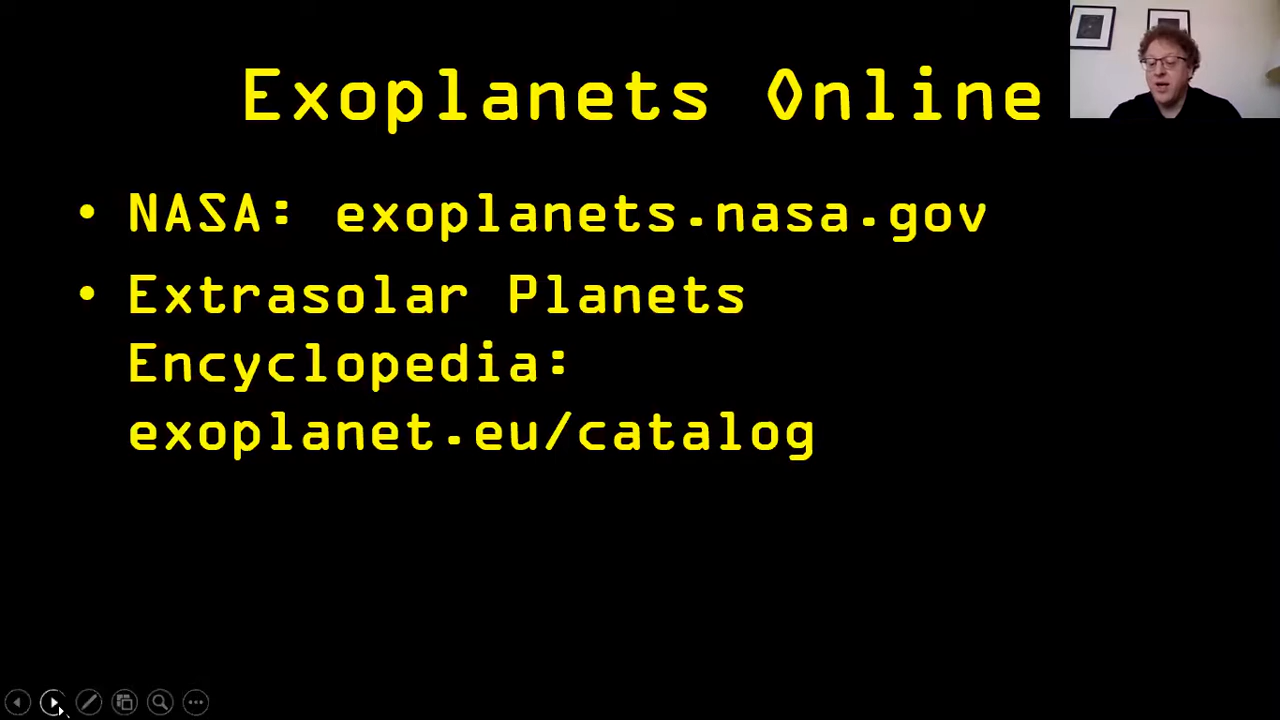 Exoplanets Online
• NASA: exoplanets.nasa.gov
• Extrasolar Planets
Encyclopedia:
exoplanet.eu/catalog